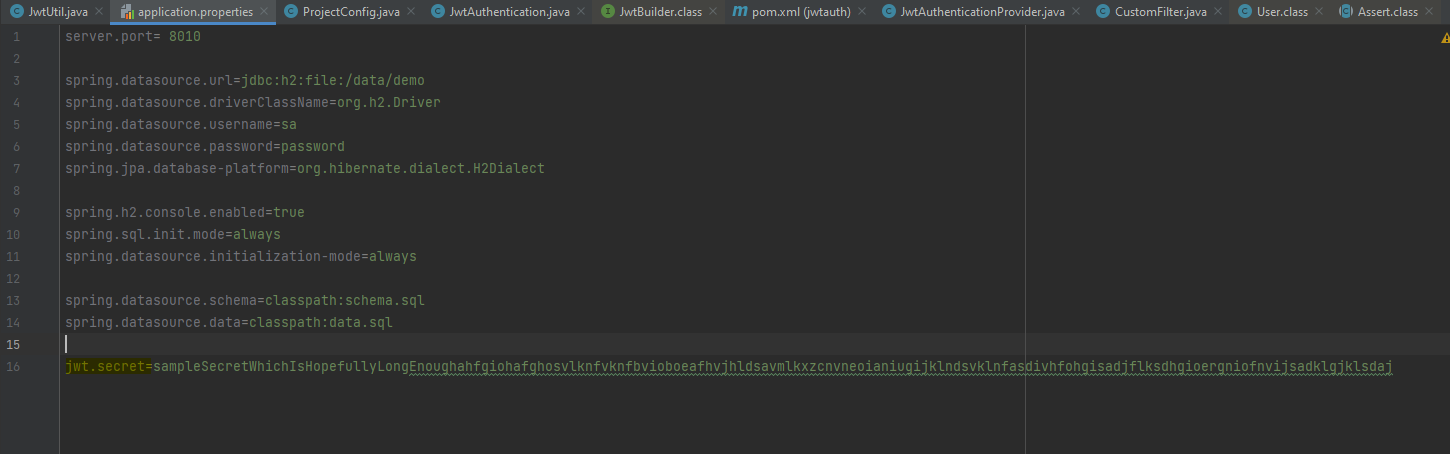 JwtUtil.java application.properties ProjectConfig.java JwtAuthentication.java JwtBuilder.class pom.xml (jwtauth) JwtAuthenticationProvider.java CustomFilter.java User.class Assert.class
1 server.port= 8010
2
3 spring.datasource.url=jdbc:h2:file:/data/demo
4 spring.datasource.driverClassName=org.h2.Driver
5 spring.datasource.username=sa
6 spring.datasource.password=password
7 spring.jpa.database-platform=org.hibernate.dialect.H2Dialect
8
9 spring.h2.console.enabled=true
10 spring.sql.init.mode=always
11 spring.datasource.initialization-mode=always
12
13 spring.datasource.schema=classpath:schema.sql
14 spring.datasource.data=classpath:data.sql
15
16 jwt.secret=sampleSecretWhichIsHopefullyLongEnoughahfgiohafghosvlknfvknfbvioboeafhvjhldsavmlkxzcnvneoianiugijklndsvklnfasdivhfohgisadjflksdhgioergniofnvijsadklgjklsdaj